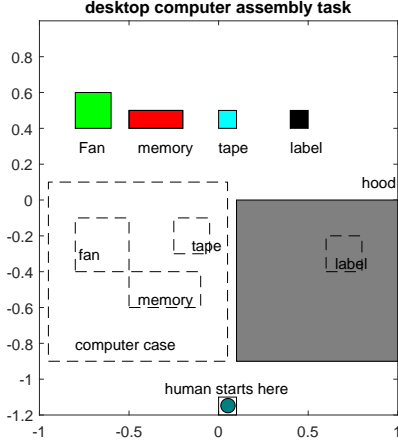 desktop computer assembly task
0.8
0.6
0.4
Fan memory tape label
0.2
hood
0
-0.2
fan tape label
-0.4
memory
-0.6
computer case
-0.8
-1
human starts here
-1.2
-1 -0.5 0 0.5 1